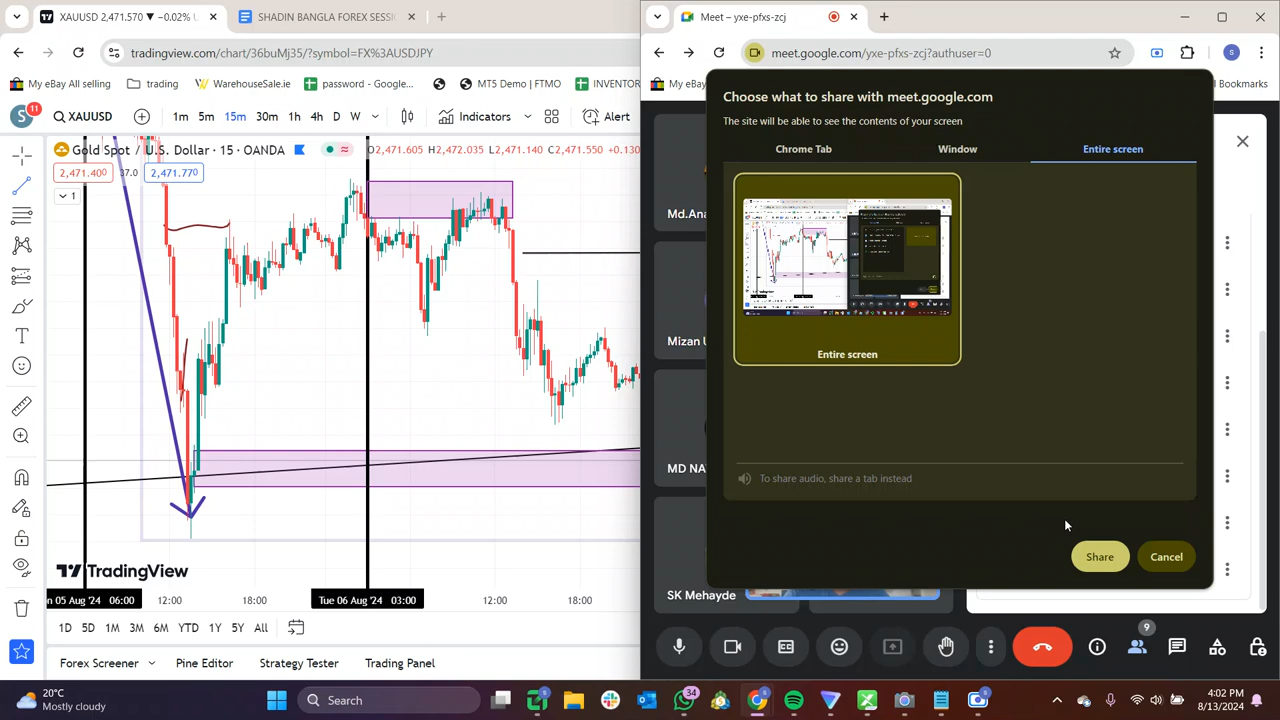 XAUUSD 2,471.570 ▼ −0.02%
SHADIN BANGLA FOREX SESSI
Meet – yxe-pfxs-zcj
tradingview.com/chart/36buMj35/?symbol=FX%3AUSDJPY
meet.google.com/yxe-pfxs-zcj?authuser=0
My eBay All selling
trading
WarehouseSale.ie
password - Google...
MT5 Demo | FTMO
INVENTOR
My eBa
Bookmarks
S
11
XAUUSD
1m 5m 15m 30m 1h 4h D W
Indicators
Alert
Gold Spot / U.S. Dollar · 15 · OANDA
O2,471.605 H2,472.035 L2,471.140 C2,471.550 +0.130
2,471.400
37.0
2,471.770
1
TradingView
n 05 Aug '24 06:00
12:00
18:00
Tue 06 Aug '24 03:00
12:00
18:00
1D 5D 1M 3M 6M YTD 1Y 5Y All
Forex Screener
Pine Editor
Strategy Tester
Trading Panel
Choose what to share with meet.google.com
The site will be able to see the contents of your screen
Chrome Tab
Window
Entire screen
Entire screen
To share audio, share a tab instead
Share
Cancel
Md.Ana
Mizan U
MD NA
SK Mehayde
9
20°C
Mostly cloudy
Search
34
4:02 PM
8/13/2024